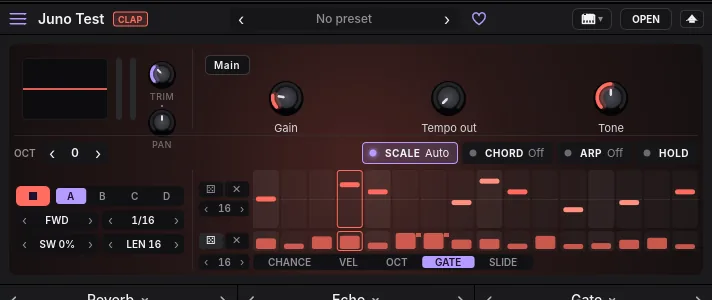 Juno Test CLAP ‹ No preset › OPEN
Main
TRIM
PAN
Gain Tempo out Tone
OCT ‹ 0 › SCALE Auto CHORD Off ARP Off HOLD
A B C D
‹ 16 ›
‹ FWD › ‹ 1/16 ›
‹ SW 0% › ‹ LEN 16 ›
‹ 16 › CHANCE VEL OCT GATE SLIDE
‹ Reverb › ‹ Echo › ‹ Gate ›